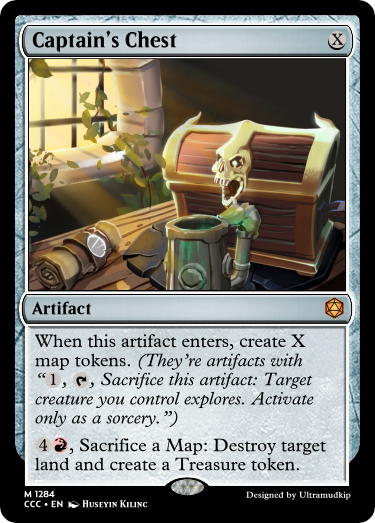 Captain's Chest X
Artifact
When this artifact enters, create X
map tokens. (They're artifacts with
“1, , Sacrifice this artifact: Target
creature you control explores. Activate
only as a sorcery.”)
4 , Sacrifice a Map: Destroy target
land and create a Treasure token.
M 1284
CCC • EN HUSEYIN KILINC Designed by Ultramudkip